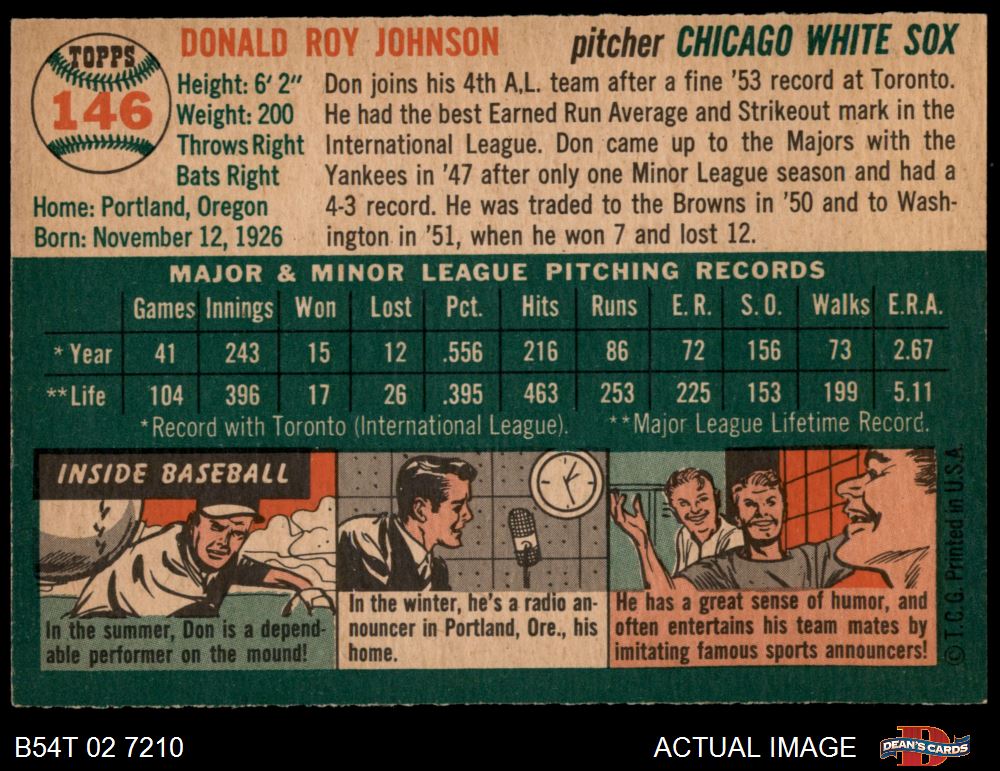 TOPPS
146
DONALD ROY JOHNSON
pitcher CHICAGO WHITE SOX
Height: 6' 2"
Weight: 200
Throws Right
Bats Right
Home: Portland, Oregon
Born: November 12, 1926
Don joins his 4th A,L. team after a fine '53 record at Toronto.
He had the best Earned Run Average and Strikeout mark in the
International League. Don came up to the Majors with the
Yankees in '47 after only one Minor League season and had a
4-3 record. He was traded to the Browns in '50 and to Wash-
ington in '51, when he won 7 and lost 12.
MAJOR & MINOR LEAGUE PITCHING RECORDS
Games Innings Won Lost Pct. Hits Runs E. R. S. O. Walks E.R.A.
* Year 41 243 15 12 .556 216 86 72 156 73 2.67
**Life 104 396 17 26 .395 463 253 225 153 199 5.11
*Record with Toronto (International League). **Major League Lifetime Record.
INSIDE BASEBALL
In the summer, Don is a depend-
able performer on the mound!
In the winter, he's a radio an-
nouncer in Portland, Ore., his
home.
He has a great sense of humor, and
often entertains his team mates by
imitating famous sports announcers!
© T.C.G. Printed in U.S.A.
B54T 02 7210
ACTUAL IMAGE
D
DEAN'S CARDS